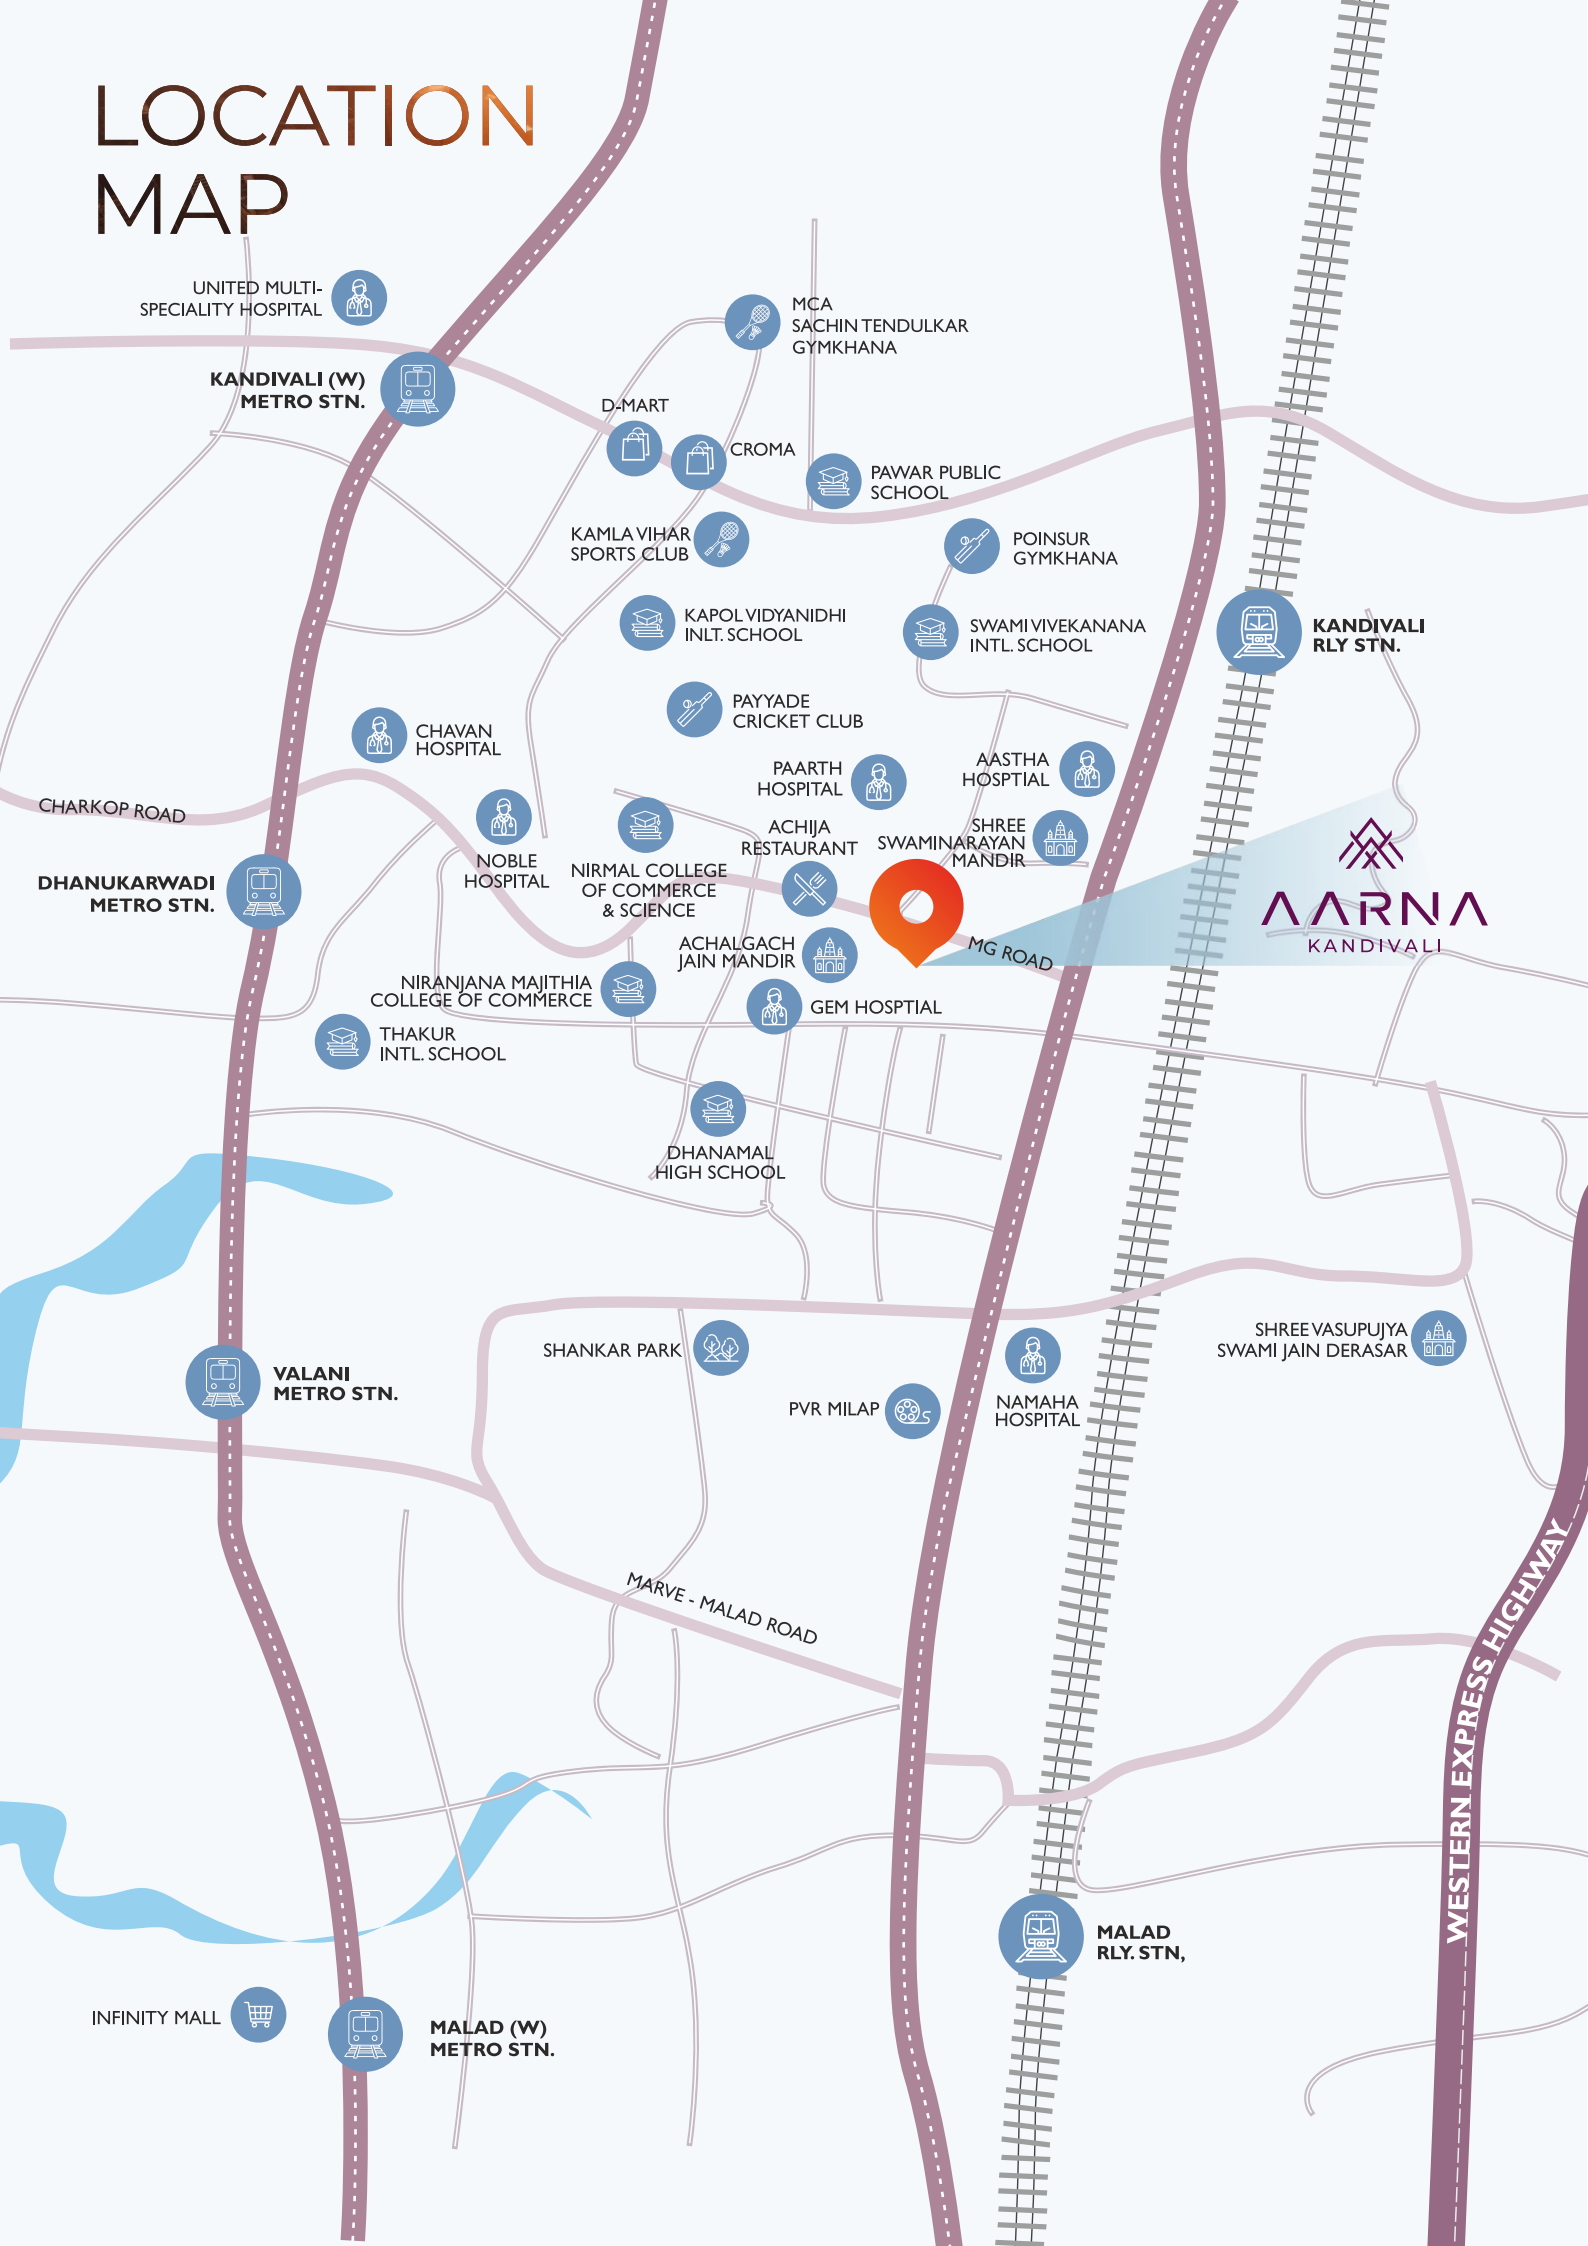 LOCATION
MAP
UNITED MULTI-
SPECIALITY HOSPITAL
MCA
SACHIN TENDULKAR
GYMKHANA
KANDIVALI (W)
METRO STN.
D-MART
CROMA
PAWAR PUBLIC
SCHOOL
KAMLA VIHAR
SPORTS CLUB
POINSUR
GYMKHANA
KAPOL VIDYANIDHI
INLT. SCHOOL
SWAMI VIVEKANANA
INTL. SCHOOL
KANDIVALI
RLY STN.
PAYYADE
CRICKET CLUB
CHAVAN
HOSPITAL
PAARTH
HOSPITAL
AASTHA
HOSPTIAL
CHARKOP ROAD
ACHIJA
RESTAURANT
SHREE
SWAMINARAYAN
MANDIR
NOBLE
HOSPITAL
NIRMAL COLLEGE
OF COMMERCE
& SCIENCE
DHANUKARWADI
METRO STN.
AARNA
KANDIVALI
MG ROAD
ACHALGACH
JAIN MANDIR
NIRANJANA MAJITHIA
COLLEGE OF COMMERCE
GEM HOSPTIAL
THAKUR
INTL. SCHOOL
DHANAMAL
HIGH SCHOOL
SHANKAR PARK
SHREE VASUPUJYA
SWAMI JAIN DERASAR
VALANI
METRO STN.
PVR MILAP
NAMAHA
HOSPITAL
MARVE - MALAD ROAD
WESTERN EXPRESS HIGHWAY
MALAD
RLY. STN,
INFINITY MALL
MALAD (W)
METRO STN.